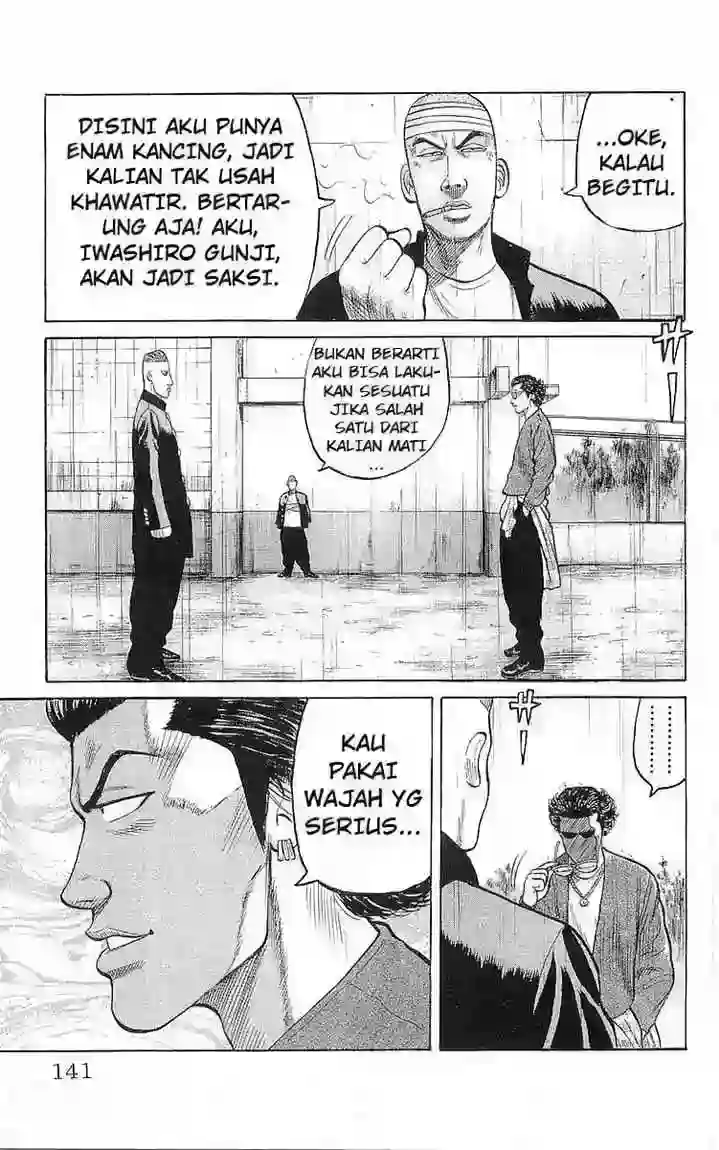 ...OKE,
KALAU
BEGITU.
DISINI AKU PUNYA
ENAM KANCING, JADI
KALIAN TAK USAH
KHAWATIR. BERTAR-
UNG AJA! AKU,
IWASHIRO GUNJI,
AKAN JADI SAKSI.
BUKAN BERARTI
AKU BISA LAKU-
KAN SESUATU
JIKA SALAH
SATU DARI
KALIAN MATI
...
........
KAU
PAKAI
WAJAH YG
SERIUS...
141